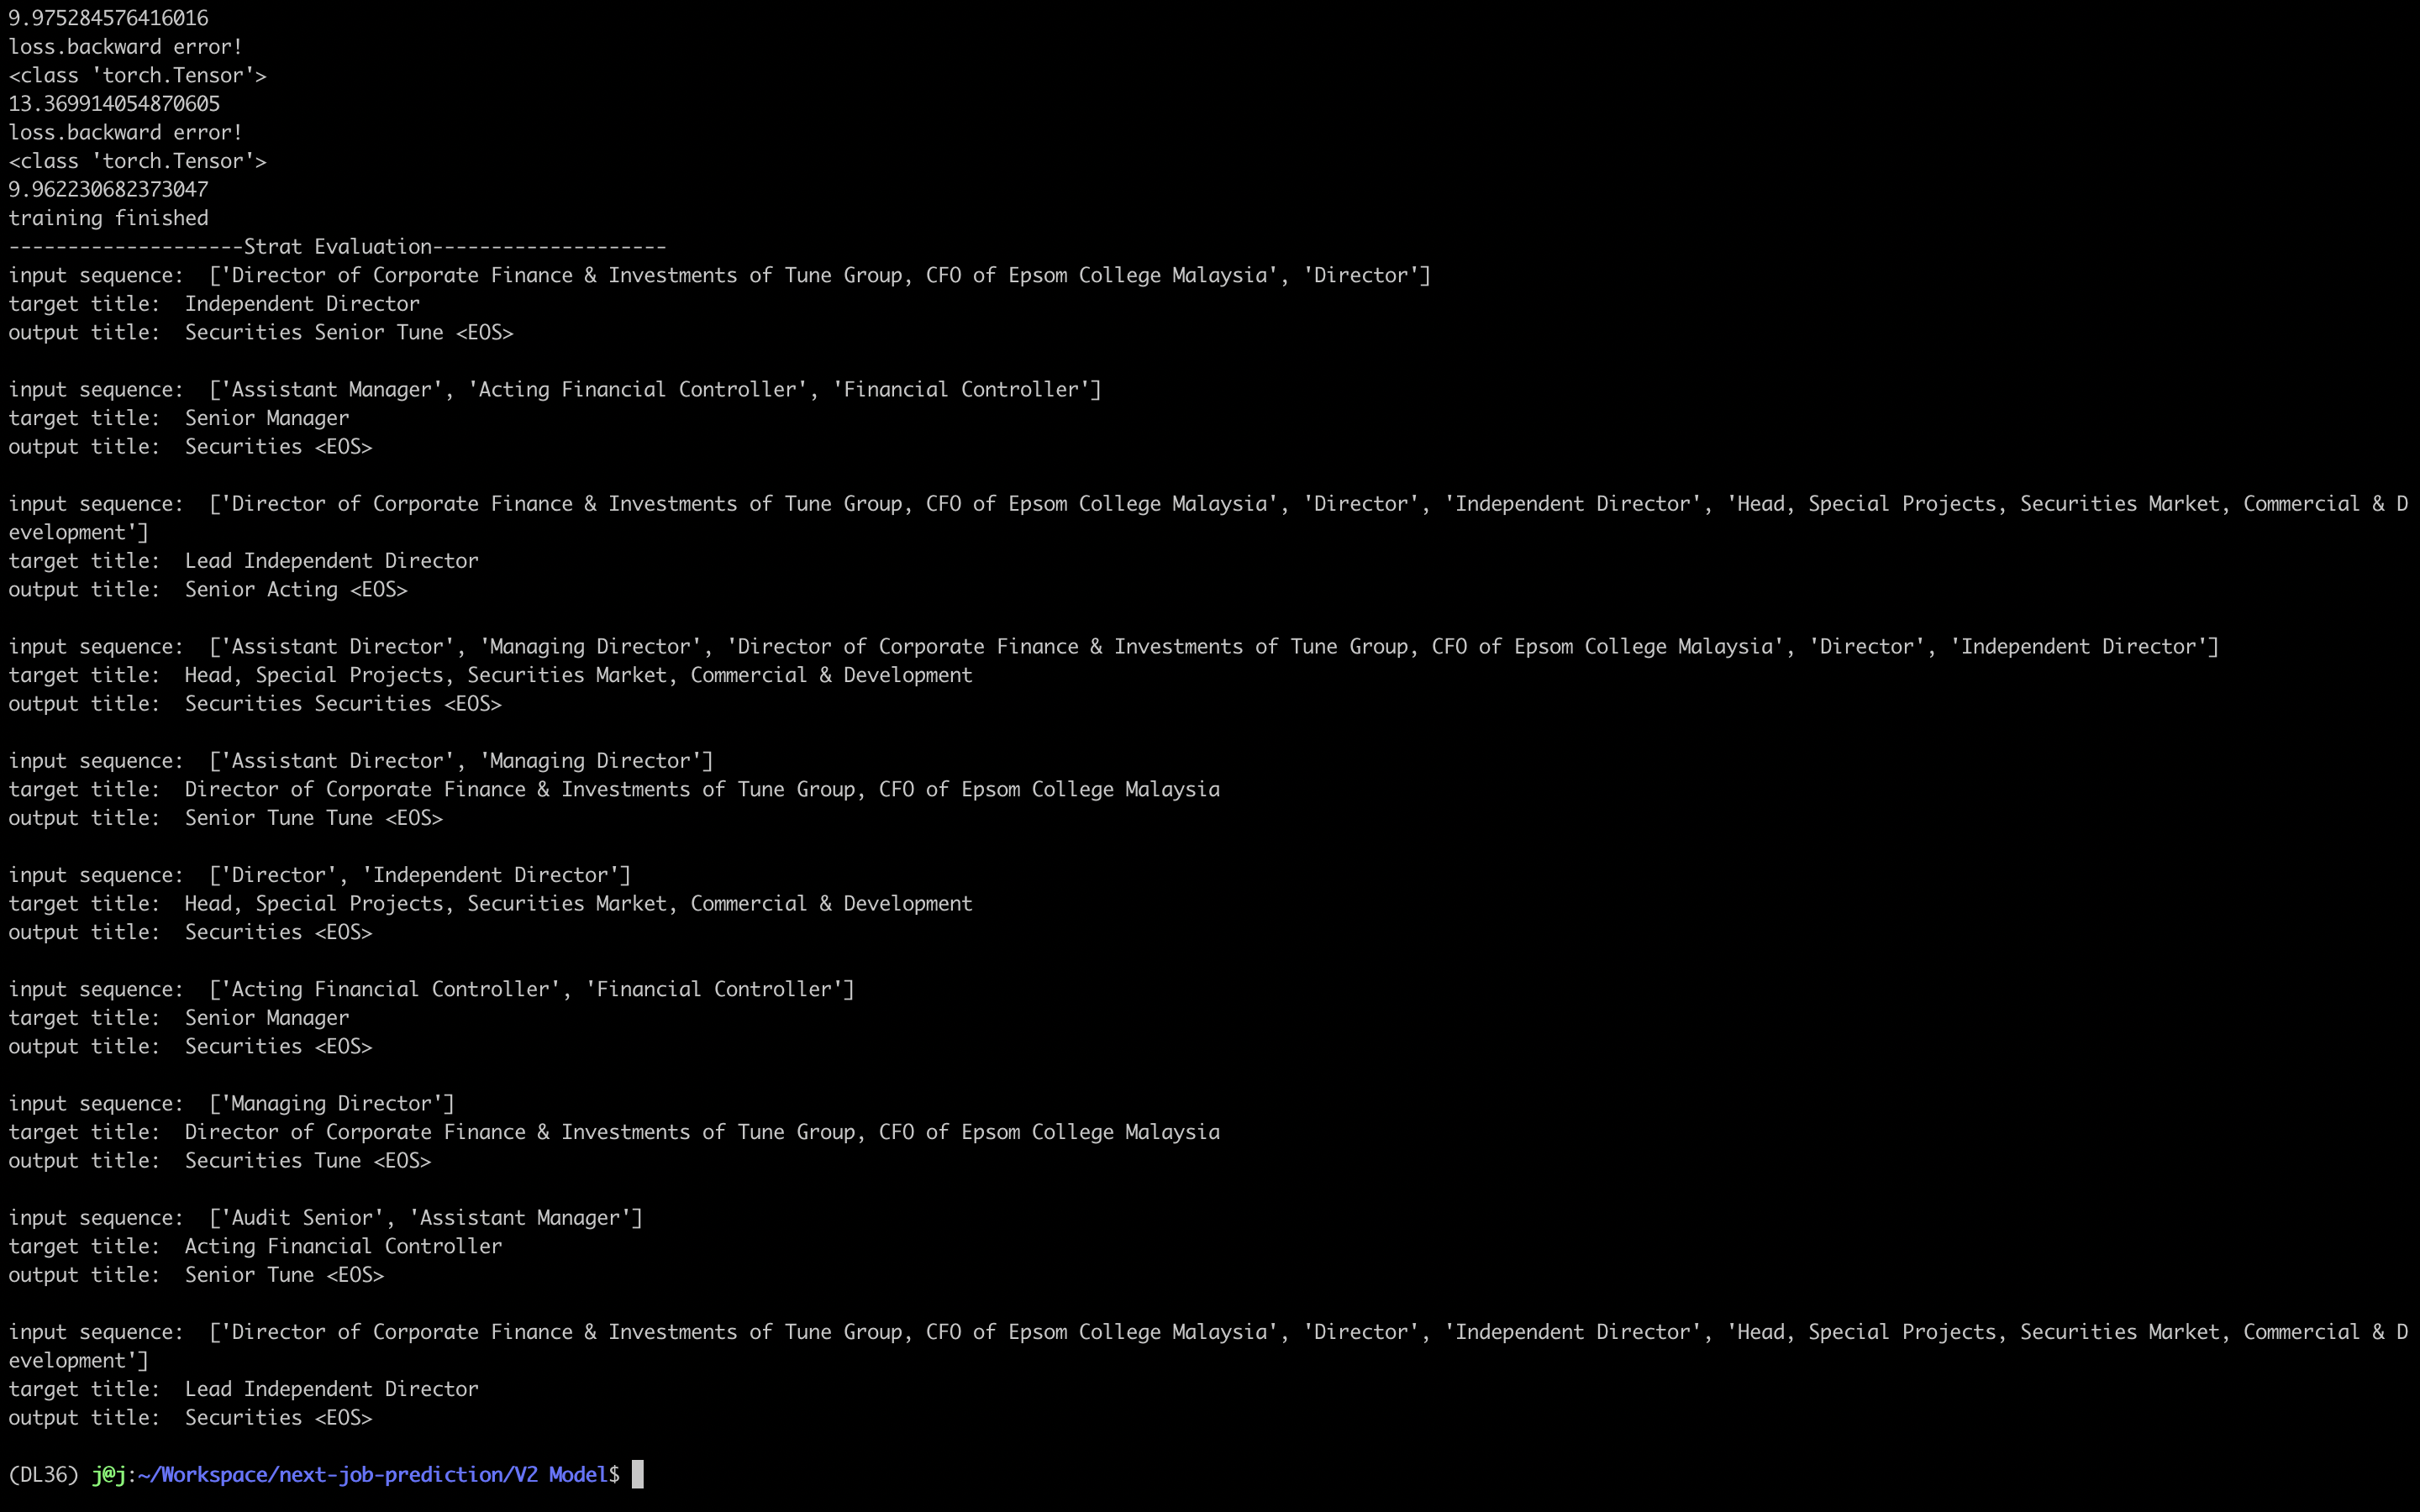 9.975284576416016
loss.backward error!
<class 'torch.Tensor'>
13.369914054870605
loss.backward error!
<class 'torch.Tensor'>
9.962230682373047
training finished
--------------------Strat Evaluation--------------------
input sequence:  ['Director of Corporate Finance & Investments of Tune Group, CFO of Epsom College Malaysia', 'Director']
target title:  Independent Director
output title:  Securities Senior Tune <EOS>

input sequence:  ['Assistant Manager', 'Acting Financial Controller', 'Financial Controller']
target title:  Senior Manager
output title:  Securities <EOS>

input sequence:  ['Director of Corporate Finance & Investments of Tune Group, CFO of Epsom College Malaysia', 'Director', 'Independent Director', 'Head, Special Projects, Securities Market, Commercial & D
evelopment']
target title:  Lead Independent Director
output title:  Senior Acting <EOS>

input sequence:  ['Assistant Director', 'Managing Director', 'Director of Corporate Finance & Investments of Tune Group, CFO of Epsom College Malaysia', 'Director', 'Independent Director']
target title:  Head, Special Projects, Securities Market, Commercial & Development
output title:  Securities Securities <EOS>

input sequence:  ['Assistant Director', 'Managing Director']
target title:  Director of Corporate Finance & Investments of Tune Group, CFO of Epsom College Malaysia
output title:  Senior Tune Tune <EOS>

input sequence:  ['Director', 'Independent Director']
target title:  Head, Special Projects, Securities Market, Commercial & Development
output title:  Securities <EOS>

input sequence:  ['Acting Financial Controller', 'Financial Controller']
target title:  Senior Manager
output title:  Securities <EOS>

input sequence:  ['Managing Director']
target title:  Director of Corporate Finance & Investments of Tune Group, CFO of Epsom College Malaysia
output title:  Securities Tune <EOS>

input sequence:  ['Audit Senior', 'Assistant Manager']
target title:  Acting Financial Controller
output title:  Senior Tune <EOS>

input sequence:  ['Director of Corporate Finance & Investments of Tune Group, CFO of Epsom College Malaysia', 'Director', 'Independent Director', 'Head, Special Projects, Securities Market, Commercial & D
evelopment']
target title:  Lead Independent Director
output title:  Securities <EOS>

(DL36) j@j:~/Workspace/next-job-prediction/V2 Model$